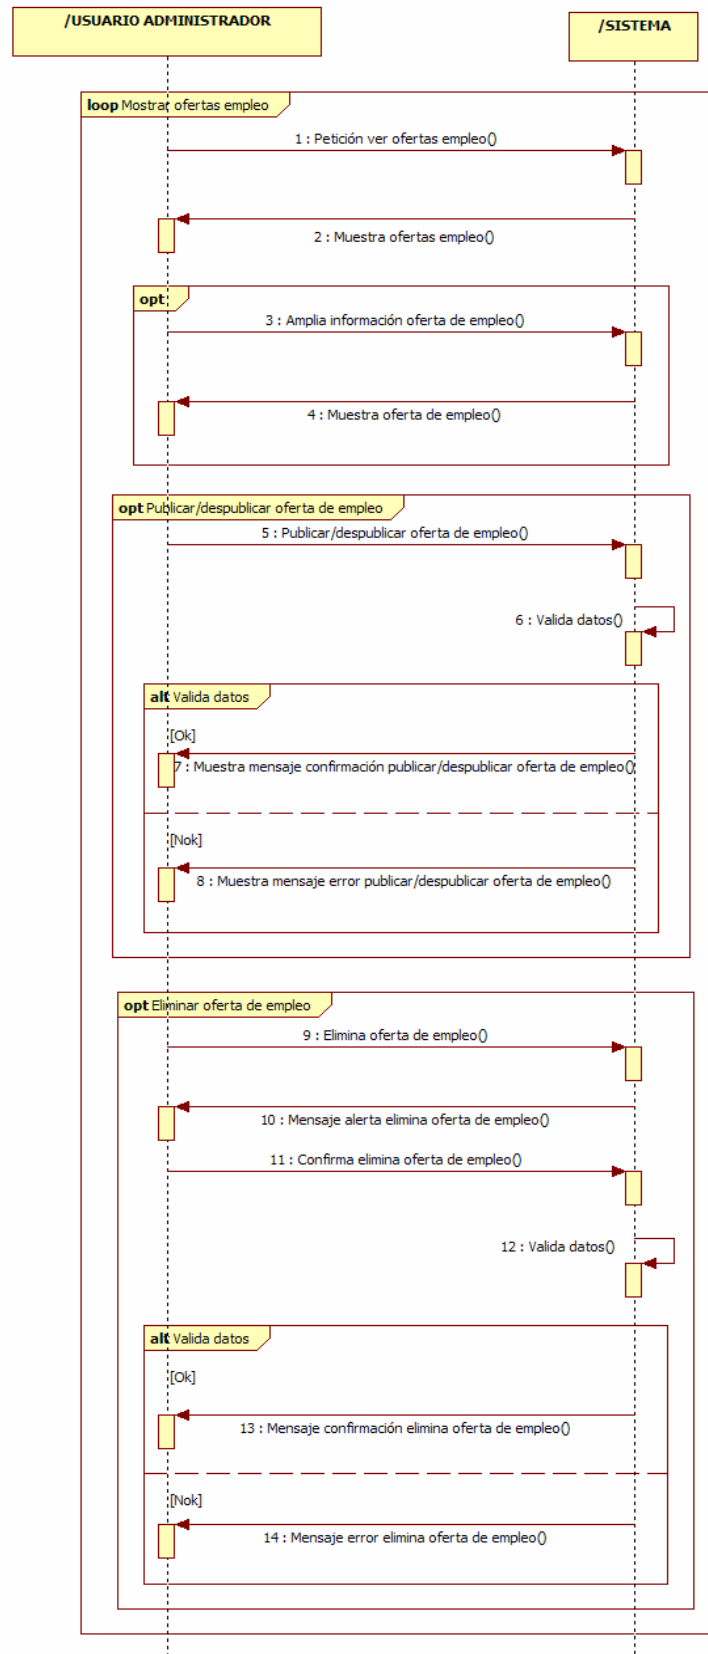 /USUARIO ADMINISTRADOR
/SISTEMA
loop Mostrar ofertas empleo
1 : Petición ver ofertas empleo()
2 : Muestra ofertas empleo()
opt
3 : Amplia información oferta de empleo()
4 : Muestra oferta de empleo()
opt Publicar/despublicar oferta de empleo
5 : Publicar/despublicar oferta de empleo()
6 : Valida datos()
alt Valida datos
[Ok]
7 : Muestra mensaje confirmación publicar/despublicar oferta de empleo()
[Nok]
8 : Muestra mensaje error publicar/despublicar oferta de empleo()
opt Eliminar oferta de empleo
9 : Elimina oferta de empleo()
10 : Mensaje alerta elimina oferta de empleo()
11 : Confirma elimina oferta de empleo()
12 : Valida datos()
alt Valida datos
[Ok]
13 : Mensaje confirmación elimina oferta de empleo()
[Nok]
14 : Mensaje error elimina oferta de empleo()